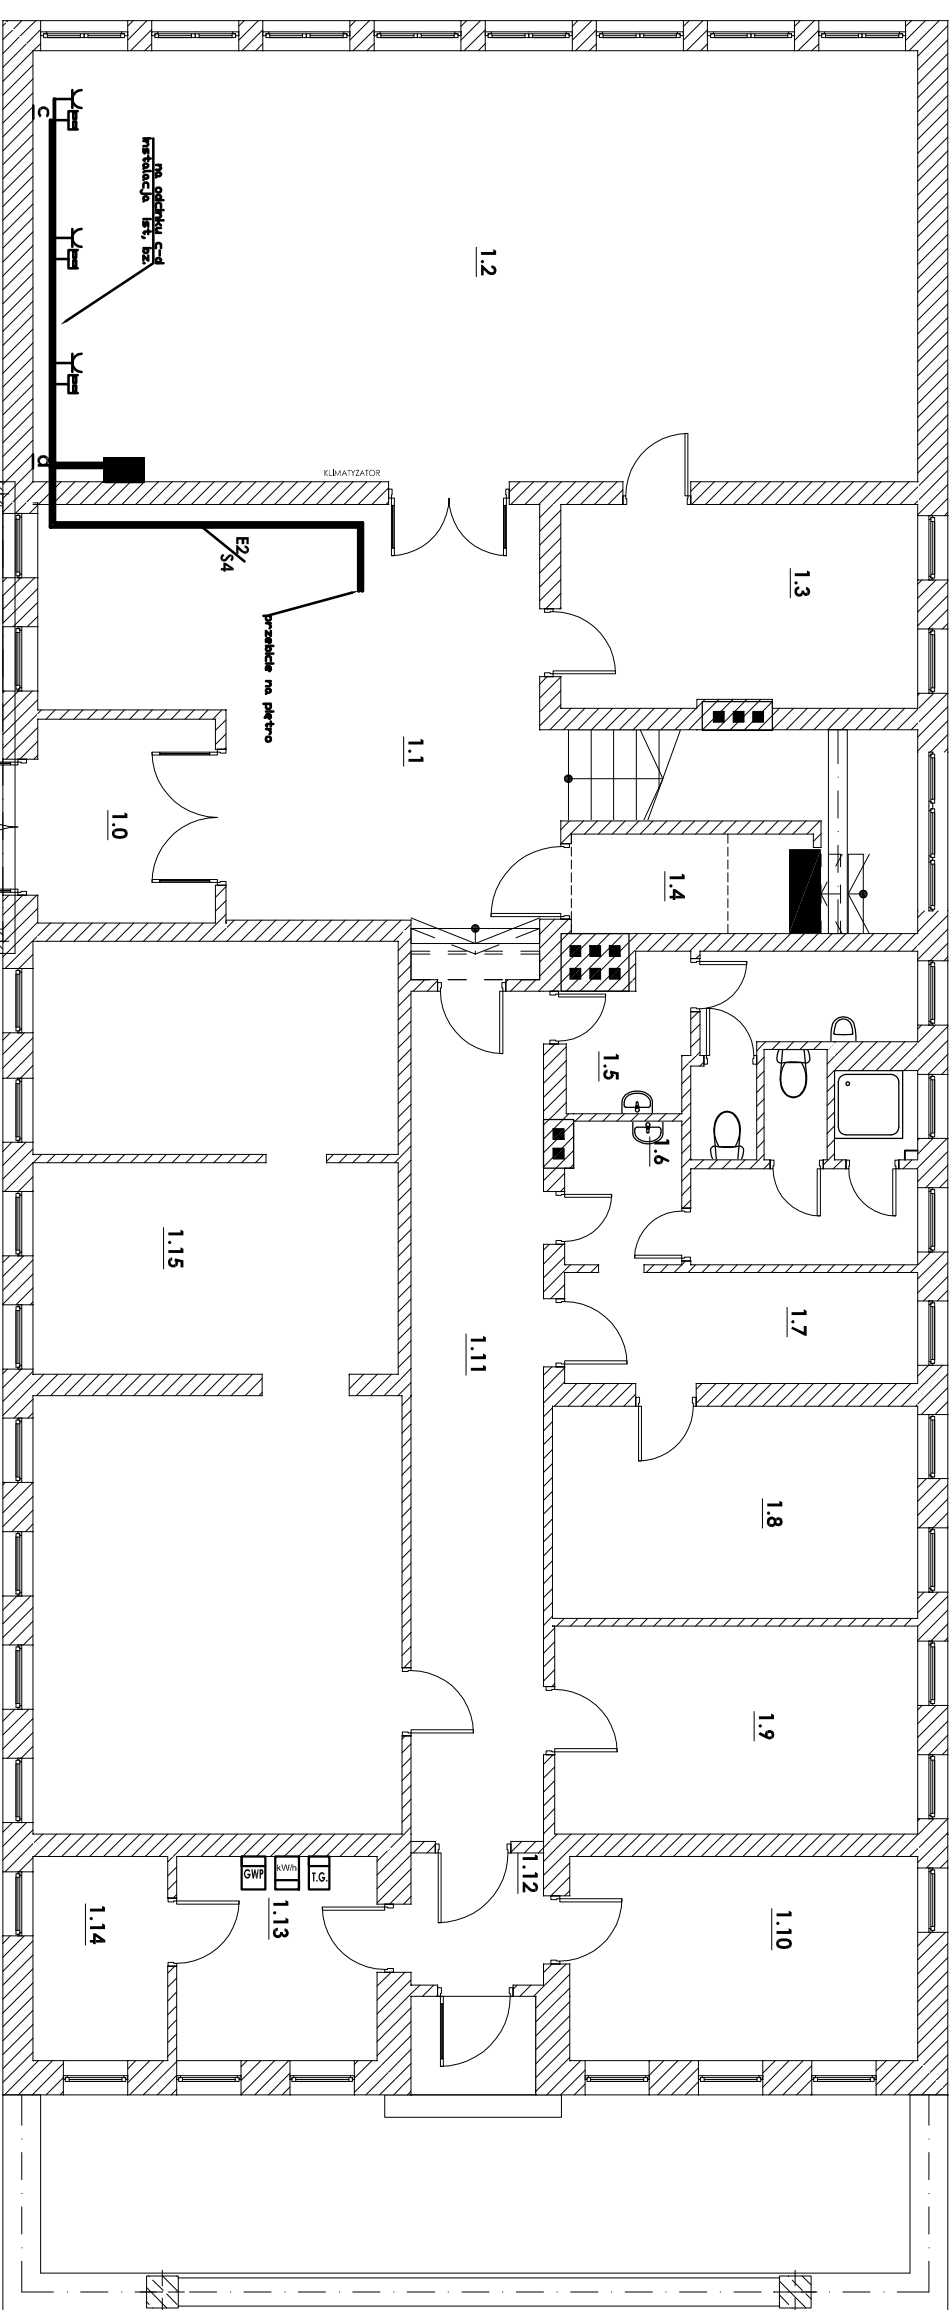 na odcinku c-d
instalacja ist. bz.
c
d
1.2
KLIMATYZATOR
1.3
E2/
S4
przebicie na piętro
1.1
1.0
1.4
1.5
1.6
1.15
1.7
1.11
1.8
1.9
1.12
1.10
GWP
kW/h
T.G.
1.13
1.14